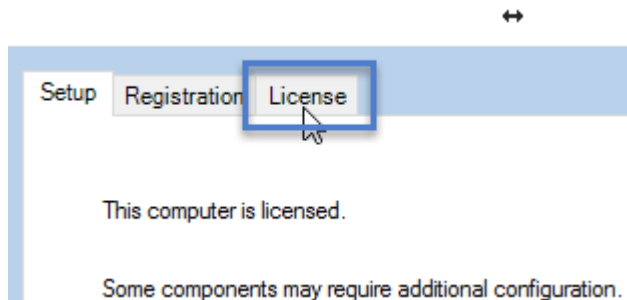 Setup Registration License
This computer is licensed.
Some components may require additional configuration.